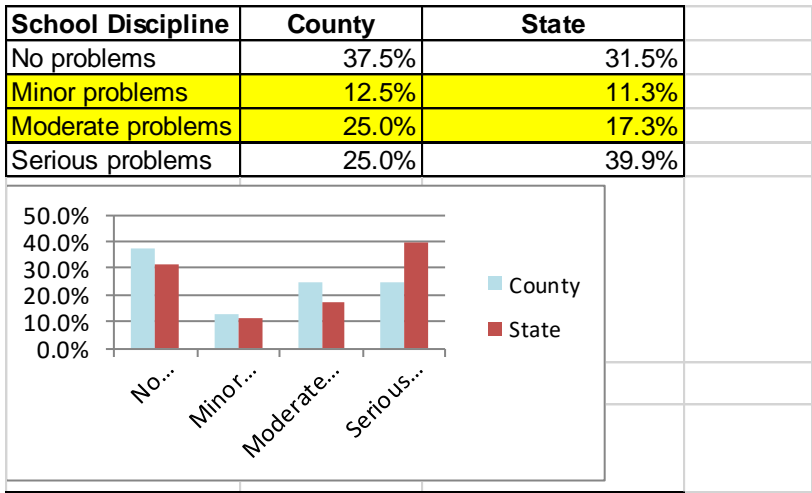 School Discipline County State
No problems 37.5% 31.5%
Minor problems 12.5% 11.3%
Moderate problems 25.0% 17.3%
Serious problems 25.0% 39.9%
50.0%
40.0%
30.0%
20.0%
10.0%
0.0%
No...
Minor...
Moderate...
Serious...
County
State